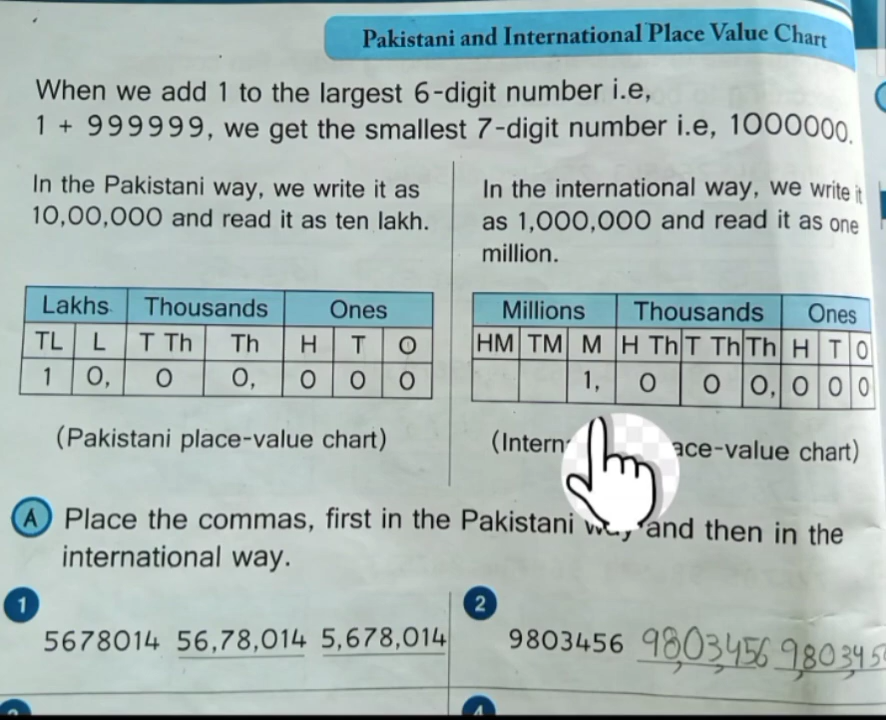 Pakistani and International Place Value Chart
When we add 1 to the largest 6-digit number i.e,
1 + 999999, we get the smallest 7-digit number i.e, 1000000.
In the Pakistani way, we write it as
10,00,000 and read it as ten lakh.
In the international way, we write it
as 1,000,000 and read it as one
million.
Lakhs Thousands Ones
TL L T Th Th H T O
1 0, 0 0, 0 0 0
(Pakistani place-value chart)
Millions Thousands Ones
HM TM M H Th T Th Th H T O
1, 0 0 0, 0 0 0
value chart)
A Place the commas, first in the Pakistani and then in the
international way.
1
5678014 56,78,014 5,678,014
2
9803456 98,03,456
4